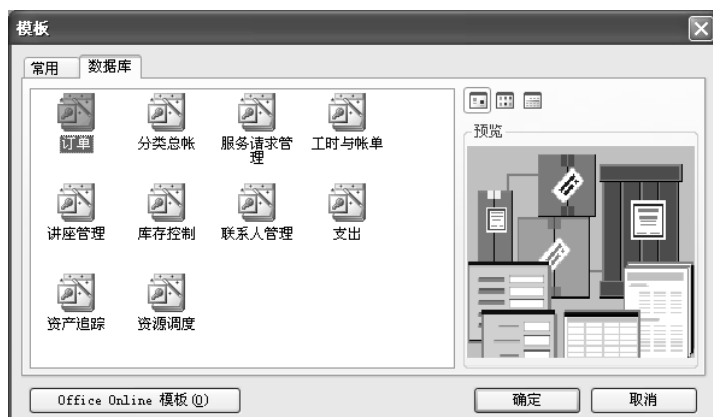 模板
常用
数据库
订单
分类总帐
服务请求管
理
工时与帐单
讲座管理
库存控制
联系人管理
支出
资产追踪
资源调度
预览
Office Online 模板(O)
确定
取消